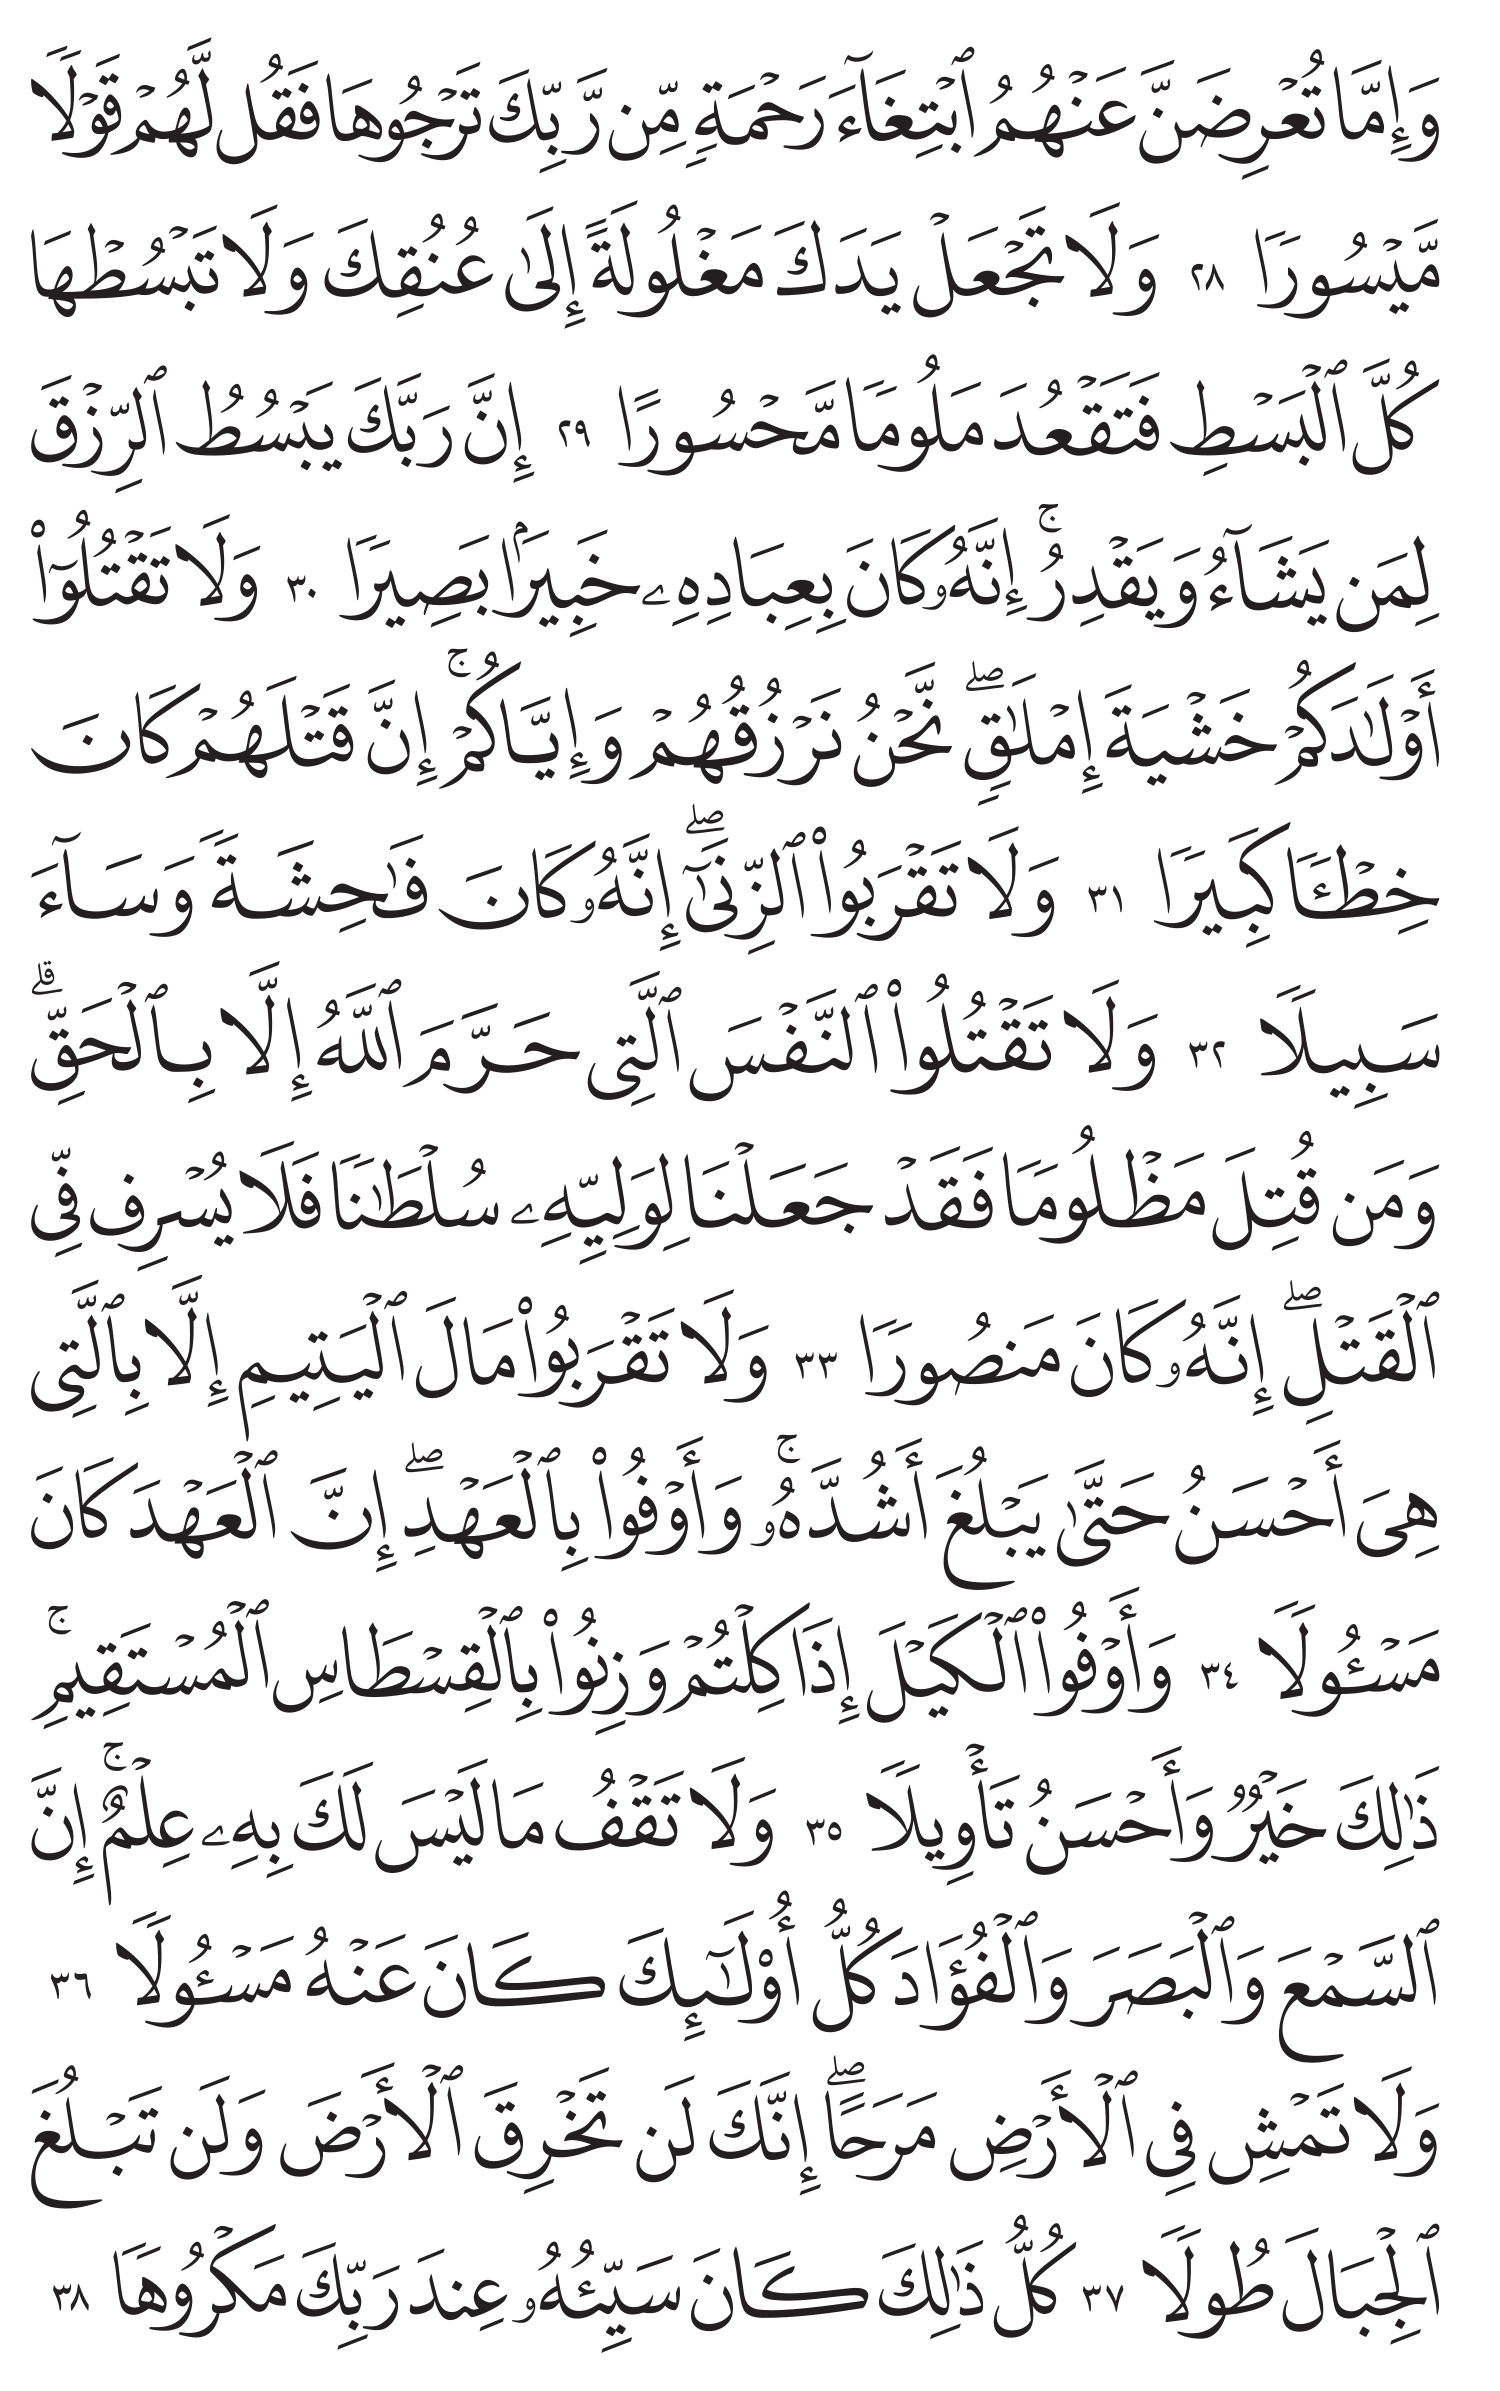 وَإِمَّا تُعْرِضَنَّ عَنْهُمُ ٱبْتِغَآءَ رَحْمَةٍ مِّن رَّبِّكَ تَرْجُوهَا فَقُل لَّهُمْ قَوْلًا
مَّيْسُورًا ٢٨ وَلَا تَجْعَلْ يَدَكَ مَغْلُولَةً إِلَىٰ عُنُقِكَ وَلَا تَبْسُطْهَا
كُلَّ ٱلْبَسْطِ فَتَقْعُدَ مَلُومًا مَّحْسُورًا ٢٩ إِنَّ رَبَّكَ يَبْسُطُ ٱلرِّزْقَ
لِمَن يَشَآءُ وَيَقْدِرُ ۚ إِنَّهُۥ كَانَ بِعِبَادِهِۦ خَبِيرًۢا بَصِيرًا ٣٠ وَلَا تَقْتُلُوٓا۟
أَوْلَـٰدَكُمْ خَشْيَةَ إِمْلَـٰقٍ ۖ نَّحْنُ نَرْزُقُهُمْ وَإِيَّاكُمْ ۚ إِنَّ قَتْلَهُمْ كَانَ
خِطْـًٔا كَبِيرًا ٣١ وَلَا تَقْرَبُوا۟ ٱلزِّنَىٰٓ ۖ إِنَّهُۥ كَانَ فَـٰحِشَةً وَسَآءَ
سَبِيلًا ٣٢ وَلَا تَقْتُلُوا۟ ٱلنَّفْسَ ٱلَّتِى حَرَّمَ ٱللَّهُ إِلَّا بِٱلْحَقِّ ۗ
وَمَن قُتِلَ مَظْلُومًا فَقَدْ جَعَلْنَا لِوَلِيِّهِۦ سُلْطَـٰنًا فَلَا يُسْرِف فِّى
ٱلْقَتْلِ ۖ إِنَّهُۥ كَانَ مَنصُورًا ٣٣ وَلَا تَقْرَبُوا۟ مَالَ ٱلْيَتِيمِ إِلَّا بِٱلَّتِى
هِىَ أَحْسَنُ حَتَّىٰ يَبْلُغَ أَشُدَّهُۥ ۚ وَأَوْفُوا۟ بِٱلْعَهْدِ ۖ إِنَّ ٱلْعَهْدَ كَانَ
مَسْـُٔولًا ٣٤ وَأَوْفُوا۟ ٱلْكَيْلَ إِذَا كِلْتُمْ وَزِنُوا۟ بِٱلْقِسْطَاسِ ٱلْمُسْتَقِيمِ ۚ
ذَٰلِكَ خَيْرٌ وَأَحْسَنُ تَأْوِيلًا ٣٥ وَلَا تَقْفُ مَا لَيْسَ لَكَ بِهِۦ عِلْمٌ ۚ إِنَّ
ٱلسَّمْعَ وَٱلْبَصَرَ وَٱلْفُؤَادَ كُلُّ أُو۟لَـٰٓئِكَ كَانَ عَنْهُ مَسْـُٔولًا ٣٦
وَلَا تَمْشِ فِى ٱلْأَرْضِ مَرَحًا ۖ إِنَّكَ لَن تَخْرِقَ ٱلْأَرْضَ وَلَن تَبْلُغَ
ٱلْجِبَالَ طُولًا ٣٧ كُلُّ ذَٰلِكَ كَانَ سَيِّئُهُۥ عِندَ رَبِّكَ مَكْرُوهًا ٣٨